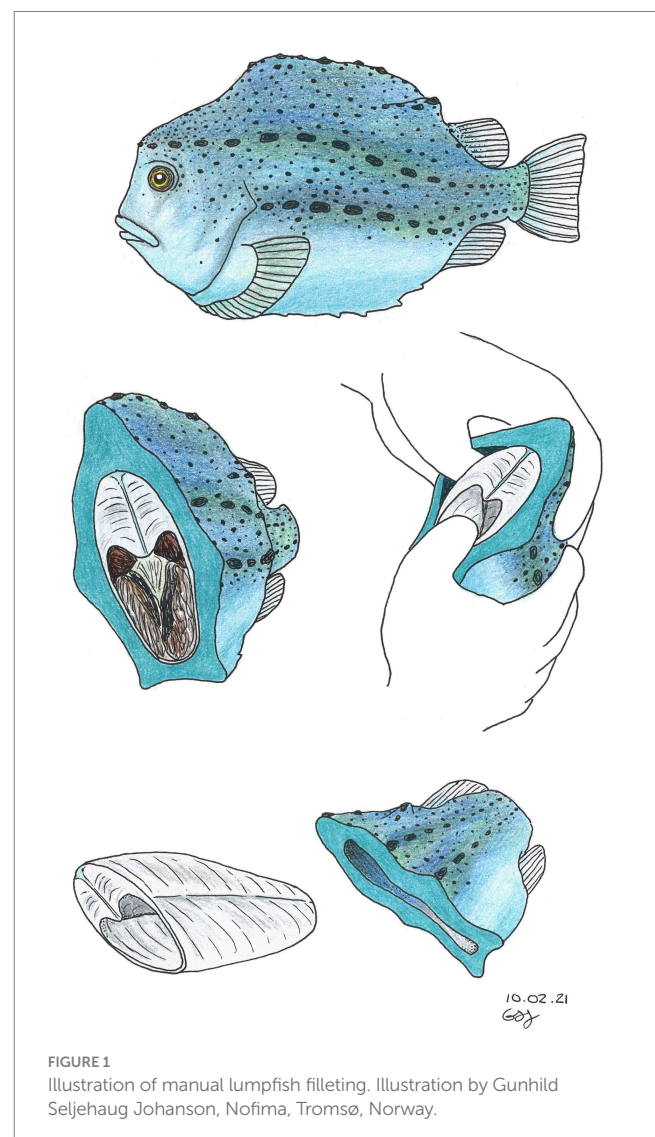 10.02.21
GSJ
FIGURE 1
Illustration of manual lumpfish filleting. Illustration by Gunhild
Seljehaug Johanson, Nofima, Tromsø, Norway.